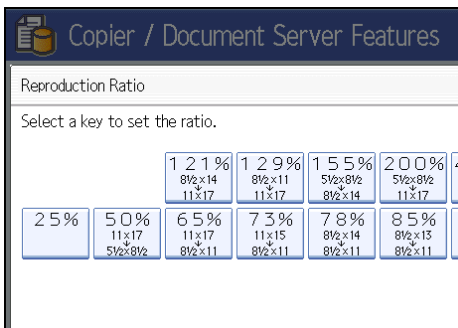 Copier / Document Server Features
Reproduction Ratio
Select a key to set the ratio.
121% 129% 155% 200%
8½×14 8½×11 5½×8½ 5½×8½
↓ ↓ ↓ ↓
11×17 11×17 8½×14 11×17
25% 50% 65% 73% 78% 85%
11×17 11×17 11×15 8½×14 8½×13
↓ ↓ ↓ ↓ ↓
5½×8½ 8½×11 8½×11 8½×11 8½×11